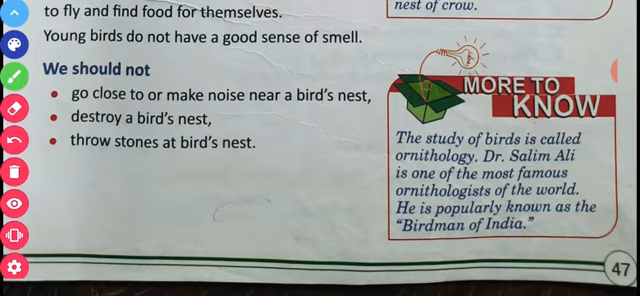 to fly and find food for themselves.
Young birds do not have a good sense of smell.
We should not
• go close to or make noise near a bird's nest,
• destroy a bird's nest,
• throw stones at bird's nest.
nest of crow.
MORE TO
KNOW
The study of birds is called
ornithology. Dr. Salim Ali
is one of the most famous
ornithologists of the world.
He is popularly known as the
“Birdman of India.”
47